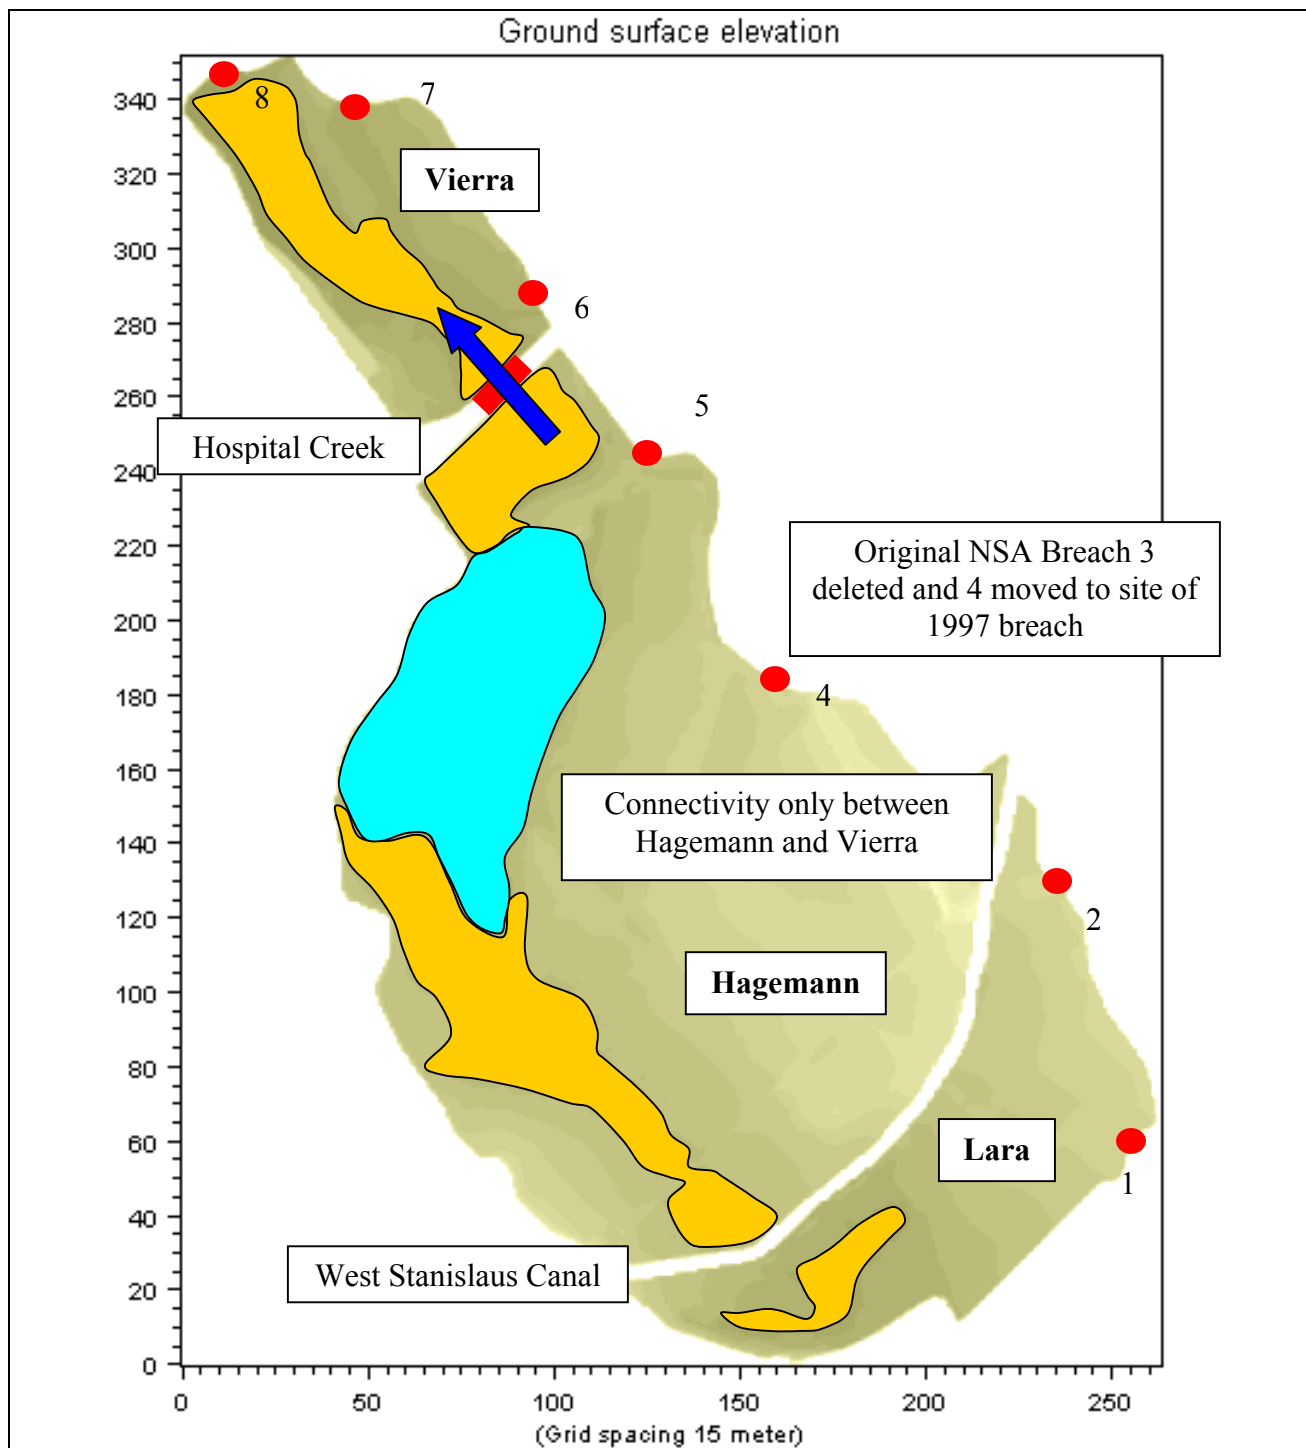 Ground surface elevation
340
320
300
280
260
240
220
200
180
160
140
120
100
80
60
40
20
0
8
7
Vierra
6
5
Hospital Creek
Original NSA Breach 3
deleted and 4 moved to site of
1997 breach
4
Connectivity only between
Hagemann and Vierra
2
Hagemann
Lara
1
West Stanislaus Canal
0 50 100 150 200 250
(Grid spacing 15 meter)